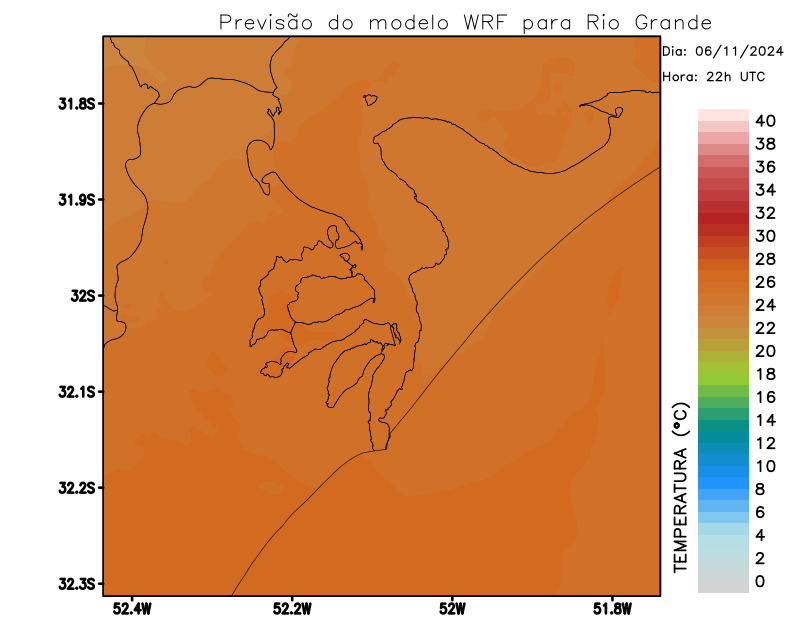 Previsão do modelo WRF para Rio Grande
Dia: 06/11/2024
Hora: 22h UTC
31.8S
31.9S
32S
32.1S
32.2S
32.3S
52.4W
52.2W
52W
51.8W
TEMPERATURA (°C)
40
38
36
34
32
30
28
26
24
22
20
18
16
14
12
10
8
6
4
2
0